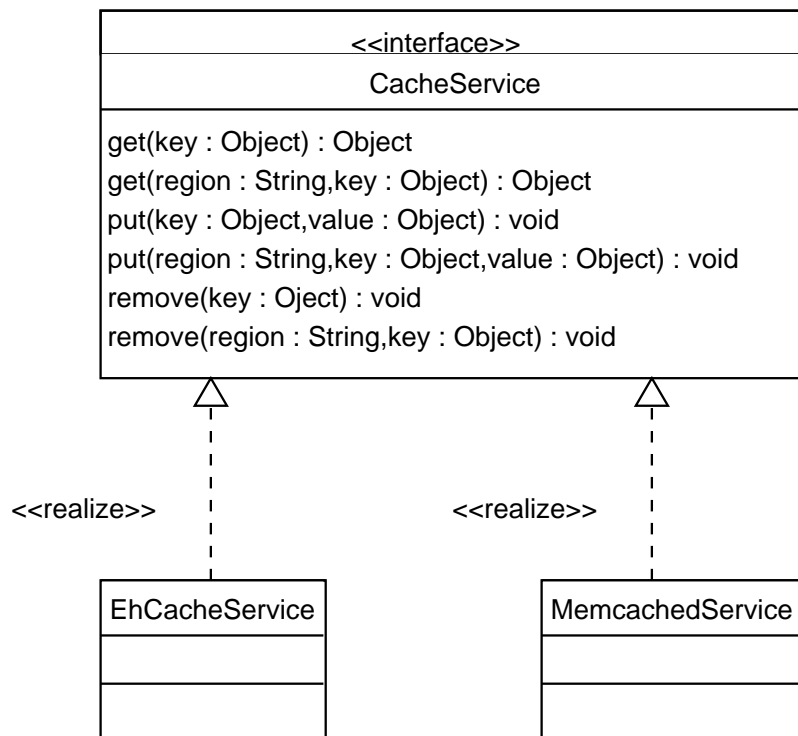 <<interface>>
CacheService
get(key : Object) : Object
get(region : String,key : Object) : Object
put(key : Object,value : Object) : void
put(region : String,key : Object,value : Object) : void
remove(key : Oject) : void
remove(region : String,key : Object) : void
<<realize>>
<<realize>>
EhCacheService
MemcachedService